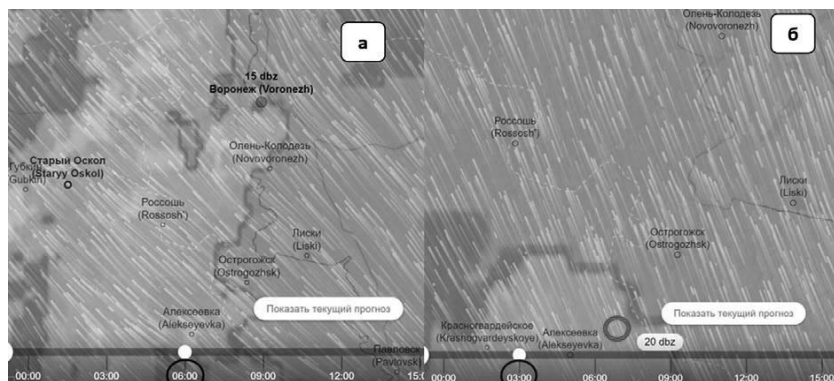 а
15 dbz
Воронеж (Voronezh)
Олень-Колодезь
(Novovoronezh)
Старый Оскол
(Staryy Oskol)
Губкин
Gubkin)
Россошь
(Rossosh')
Лиски
(Liski)
Острогожск
(Ostrogozhsk)
Показать текущий прогноз
Алексеевка
(Alekseyevka)
Павловск
(Pavlovsk)
00:00 03:00 06:00 09:00 12:00 15:0
б
Олень-Колодезь
(Novovoronezh)
Россошь
(Rossosh')
Лиски
(Liski)
Острогожск
(Ostrogozhsk)
Показать текущий прогноз
Красногвардейское
(Krasnogvardeyskoye)
Алексеевка
(Alekseyevka)
20 dbz
00:00 03:00 06:00 09:00 12:00 15:00